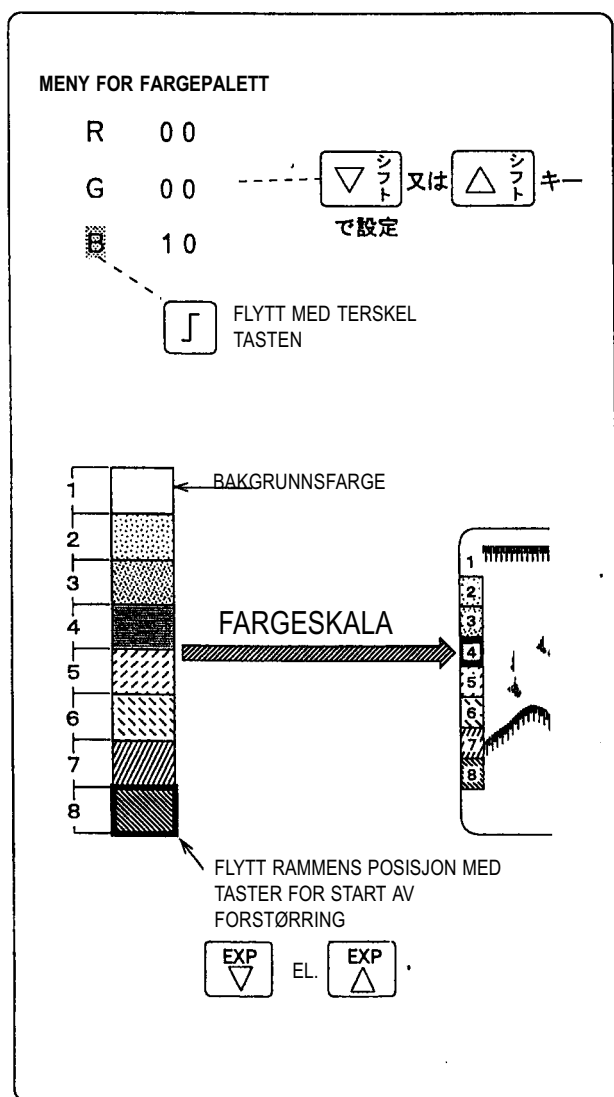 MENY FOR FARGEPALETT
R 00
G 00
シフト 又は シフト キー
で設定
B 10
FLYTT MED TERSKEL
TASTEN
1
BAKGRUNNSFARGE
2
3
4
5
6
7
8
FARGESKALA
1
2
3
4
5
6
7
8
FLYTT RAMMENS POSISJON MED
TASTER FOR START AV
FORSTØRRING
EXP EL. EXP